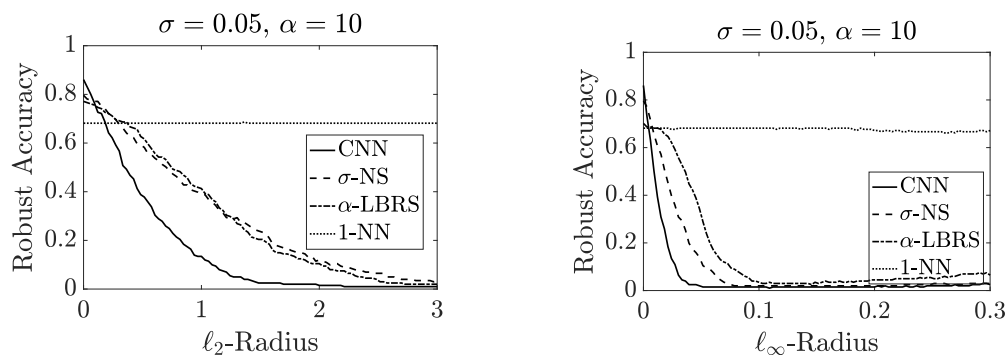 σ = 0.05, α = 10
1
0.8
0.6
0.4
0.2
0
Robust Accuracy
CNN
σ-NS
α-LBRS
1-NN
0
1
2
3
ℓ₂-Radius
σ = 0.05, α = 10
1
0.8
0.6
0.4
0.2
0
Robust Accuracy
CNN
σ-NS
α-LBRS
1-NN
0
0.1
0.2
0.3
ℓ∞-Radius